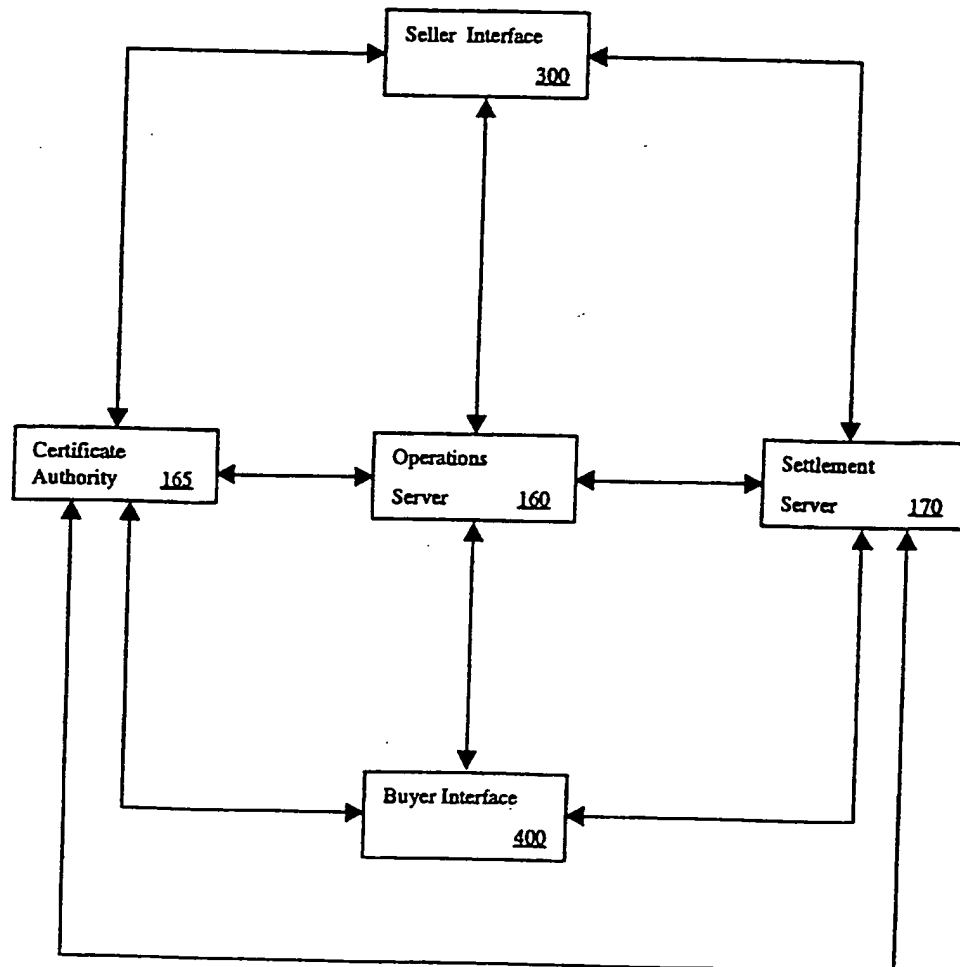 Seller Interface
300
Certificate
Authority 165
Operations
Server 160
Settlement
Server 170
Buyer Interface
400